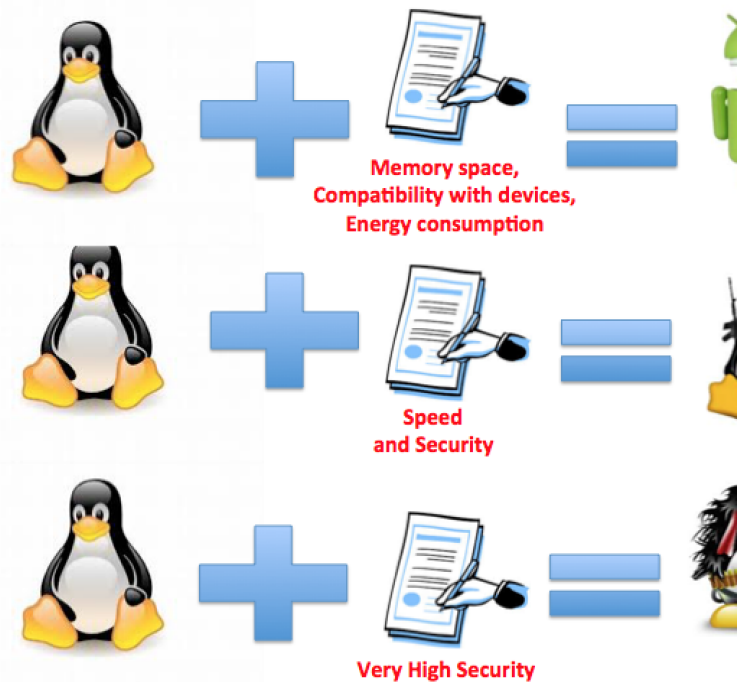 Memory space,
Compatibility with devices,
Energy consumption
Speed
and Security
Very High Security